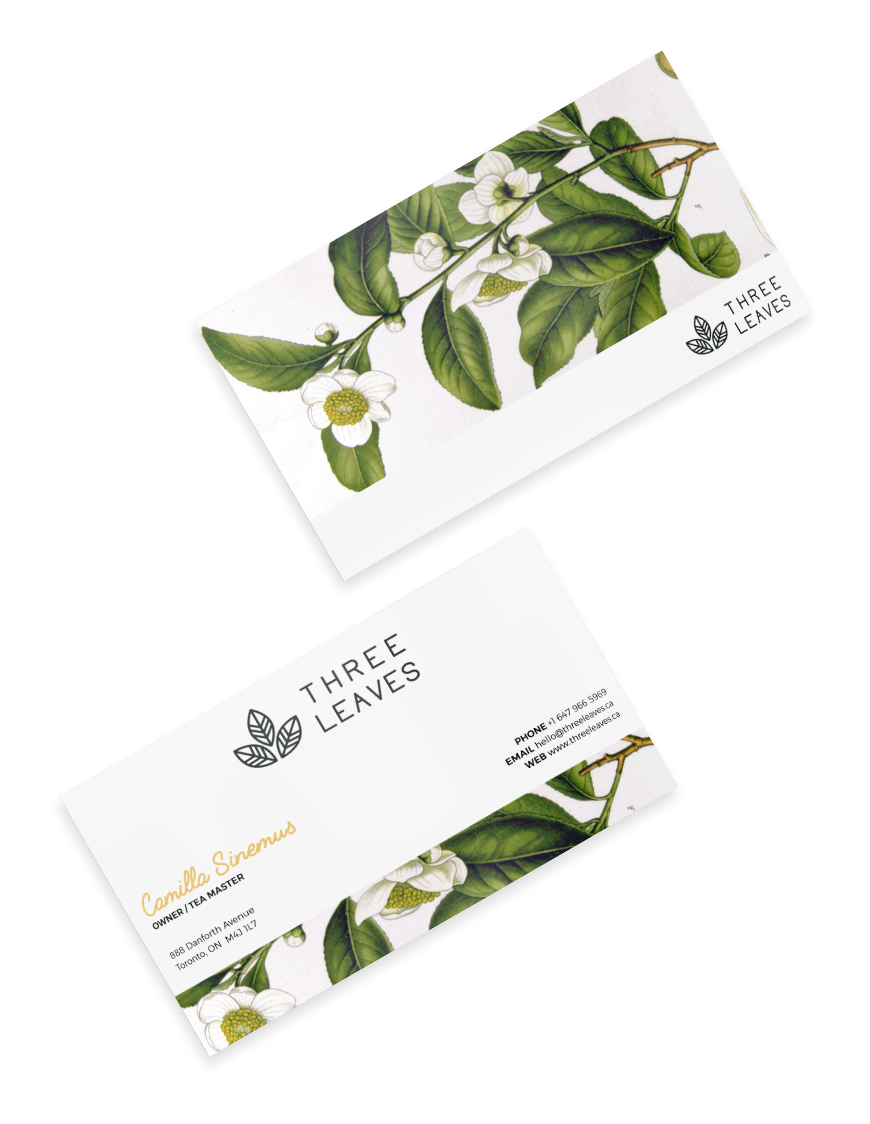 THREE
LEAVES
THREE
LEAVES
PHONE +1 647 966 5969
EMAIL hello@threeleaves.ca
WEB www.threeleaves.ca
Camilla Sinemus
OWNER / TEA MASTER
888 Danforth Avenue
Toronto, ON M4J 1L7